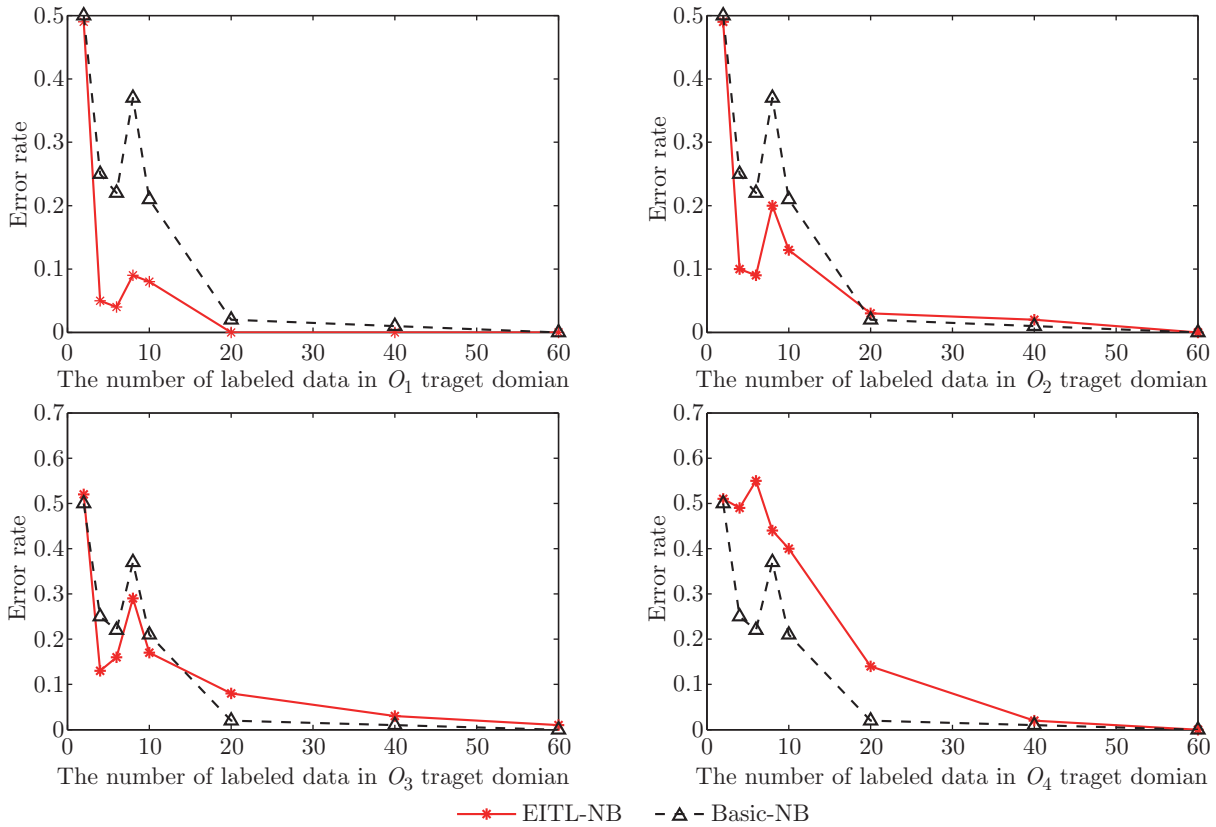 0.5
0.4
0.3
0.2
0.1
0
Error rate
0 10 20 30 40 50 60
The number of labeled data in O1 traget domian
0.5
0.4
0.3
0.2
0.1
0
Error rate
0 10 20 30 40 50 60
The number of labeled data in O2 traget domian
0.7
0.6
0.5
0.4
0.3
0.2
0.1
0
Error rate
0 10 20 30 40 50 60
The number of labeled data in O3 traget domian
0.7
0.6
0.5
0.4
0.3
0.2
0.1
0
Error rate
0 10 20 30 40 50 60
The number of labeled data in O4 traget domian
EITL-NB Basic-NB